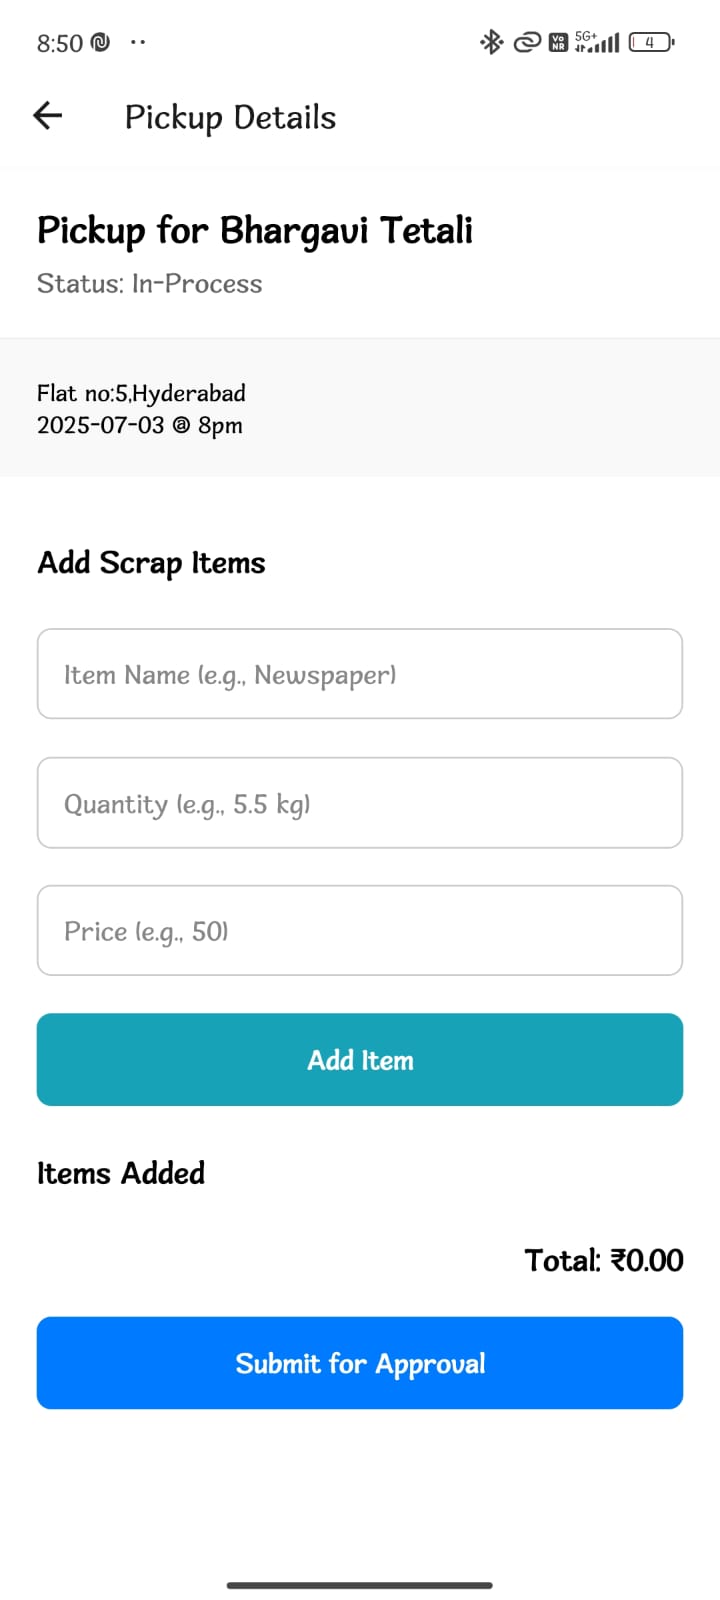 8:50
Vo NR 5G+ 4
Pickup Details
Pickup for Bhargavi Tetali
Status: In-Process
Flat no:5,Hyderabad
2025-07-03 @ 8pm
Add Scrap Items
Item Name (e.g., Newspaper)
Quantity (e.g., 5.5 kg)
Price (e.g., 50)
Add Item
Items Added
Total: ₹0.00
Submit for Approval